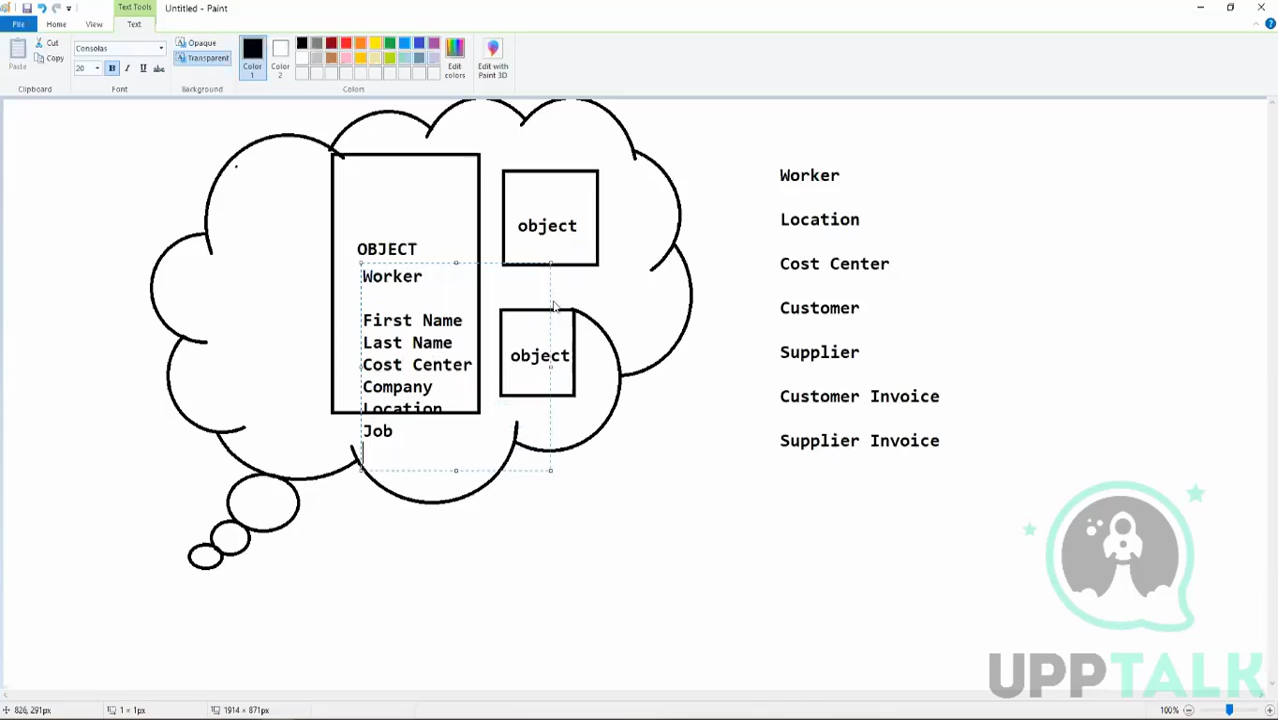 Text Tools
Untitled - Paint
File
Home
View
Text
Paste
Cut
Copy
Clipboard
Consolas
20
B
I
U
abc
Font
Opaque
Transparent
Background
Color 1
Color 2
Edit colors
Colors
Edit with Paint 3D
OBJECT
Worker
First Name
Last Name
Cost Center
Company
Location
Job
object
object
Worker
Location
Cost Center
Customer
Supplier
Customer Invoice
Supplier Invoice
UPPTALK
826, 291px
1 × 1px
1914 × 871px
100%